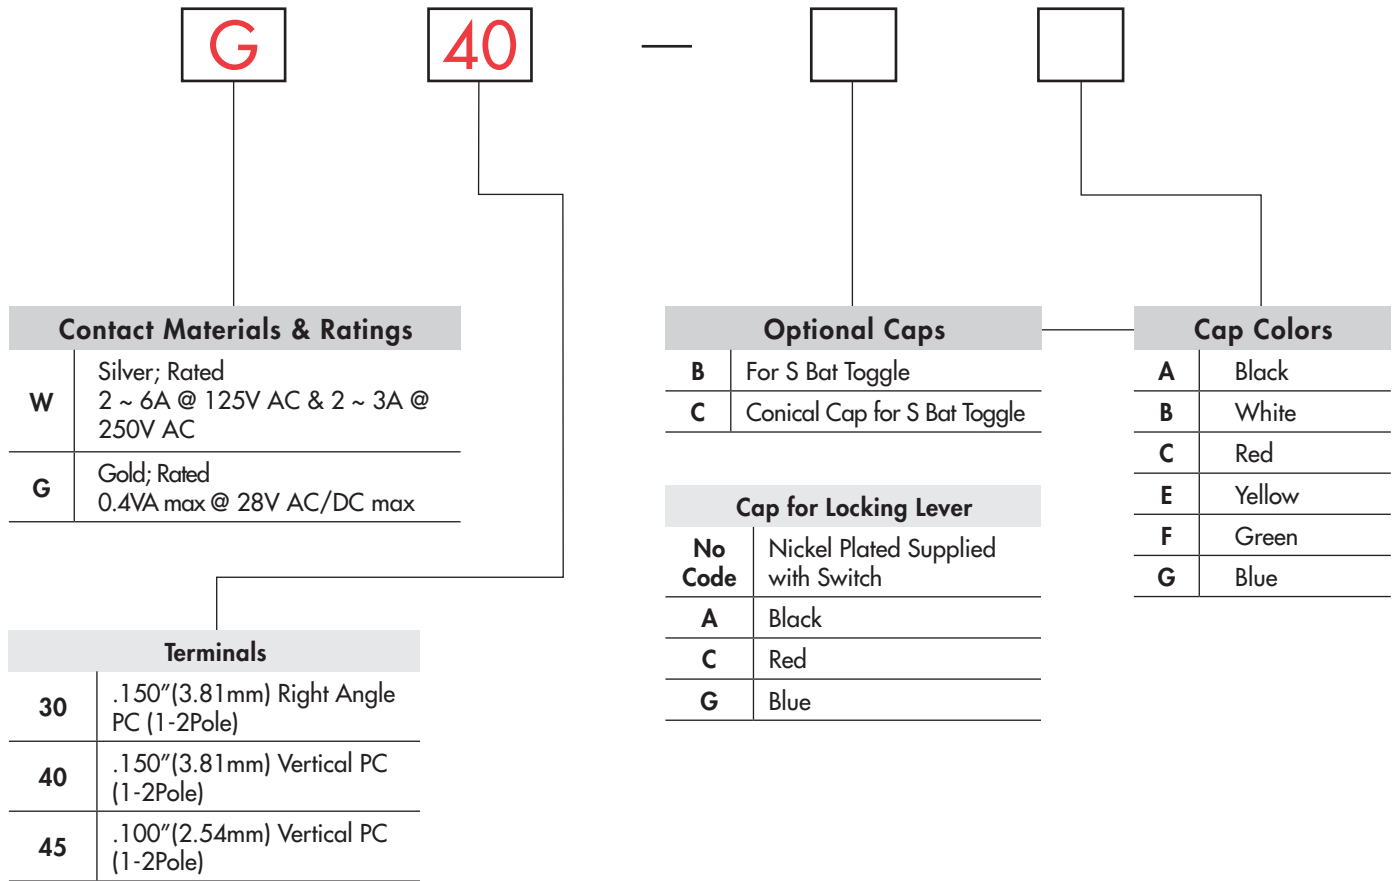 G 40 —
Contact Materials & Ratings
W Silver; Rated
2 ~ 6A @ 125V AC & 2 ~ 3A @
250V AC
G Gold; Rated
0.4VA max @ 28V AC/DC max
Terminals
30 .150”(3.81mm) Right Angle
PC (1-2Pole)
40 .150”(3.81mm) Vertical PC
(1-2Pole)
45 .100”(2.54mm) Vertical PC
(1-2Pole)
Optional Caps
B For S Bat Toggle
C Conical Cap for S Bat Toggle
Cap for Locking Lever
No Code Nickel Plated Supplied
with Switch
A Black
C Red
G Blue
Cap Colors
A Black
B White
C Red
E Yellow
F Green
G Blue